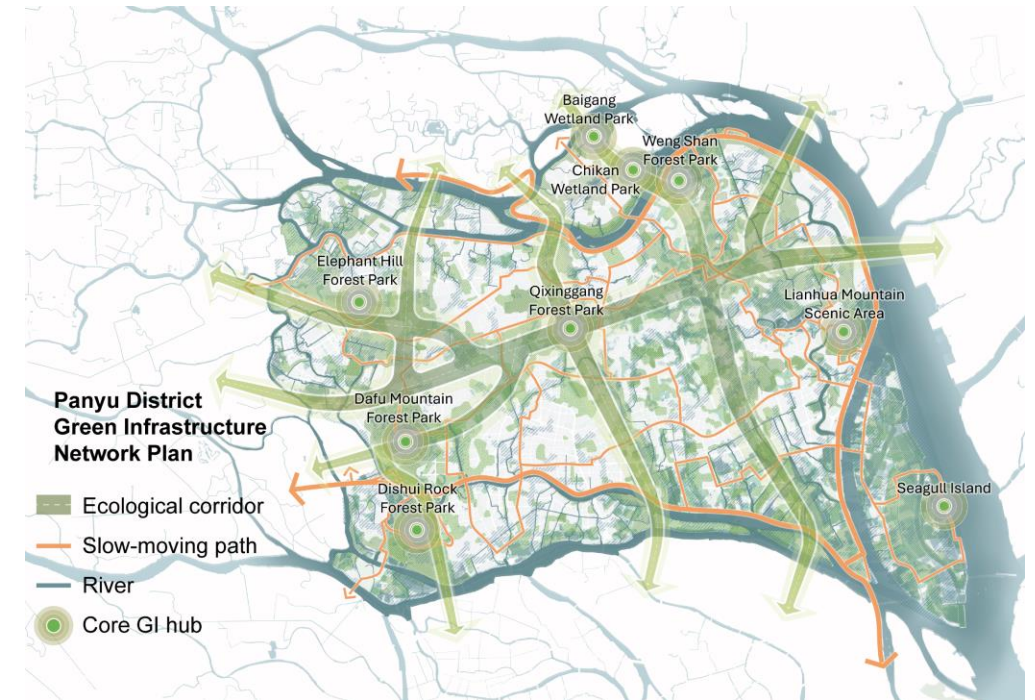 Baigang
Wetland Park
Weng Shan
Forest Park
Chikan
Wetland Park
Elephant Hill
Forest Park
Qixinggang
Forest Park
Lianhua Mountain
Scenic Area
Dafu Mountain
Forest Park
Dishui Rock
Forest Park
Seagull Island
Panyu District
Green Infrastructure
Network Plan
Ecological corridor
Slow-moving path
River
Core GI hub